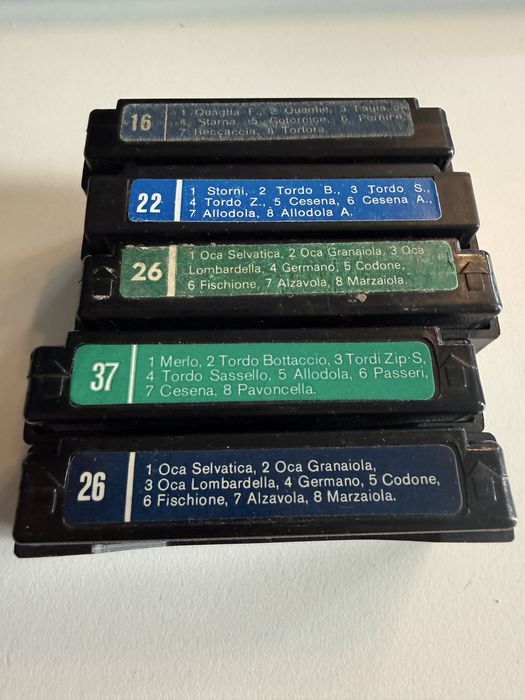 16
1 Quaglia F., 2 Quaglie, 3 Fagiano
4 Starna, 5 Cotornice, 6 Pernice,
7 Beccaccia, 8 Tortora.
22
1 Storni, 2 Tordo B., 3 Tordo S.,
4 Tordo Z., 5 Cesena, 6 Cesena A.,
7 Allodola, 8 Allodola A.
26
1 Oca Selvatica, 2 Oca Granaiola, 3 Oca
Lombardella, 4 Germano, 5 Codone,
6 Fischione, 7 Alzavola, 8 Marzaiola.
37
1 Merlo, 2 Tordo Bottaccio, 3 Tordi Zip-S,
4 Tordo Sassello, 5 Allodola, 6 Passeri,
7 Cesena, 8 Pavoncella.
26
1 Oca Selvatica, 2 Oca Granaiola,
3 Oca Lombardella, 4 Germano, 5 Codone,
6 Fischione, 7 Alzavola, 8 Marzaiola.